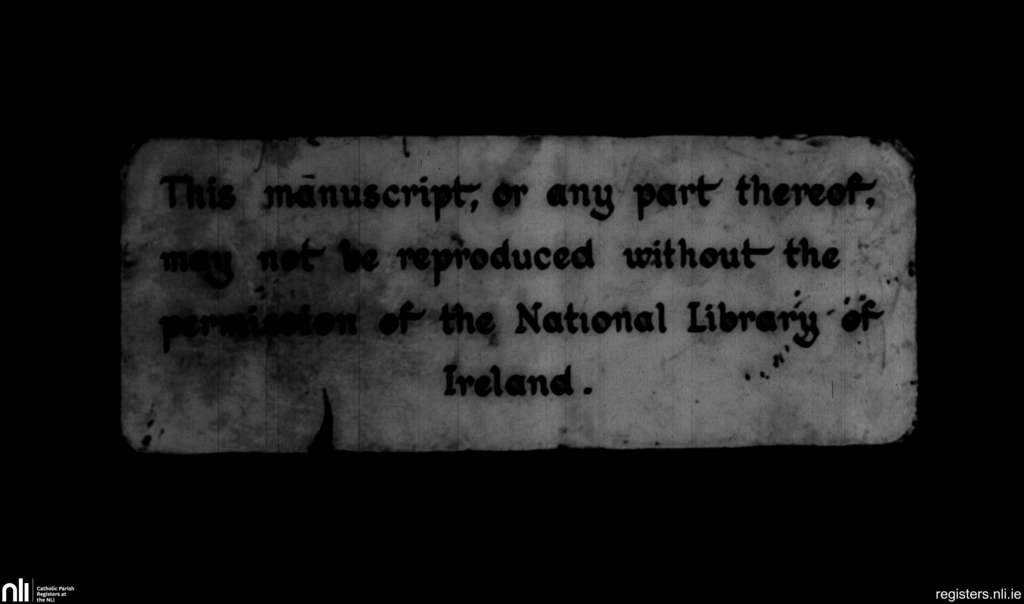 This manuscript, or any part thereof,
may not be reproduced without the
permission of the National Library of
Ireland.
nli
Catholic Parish
Registers at
the NLI
registers.nli.ie